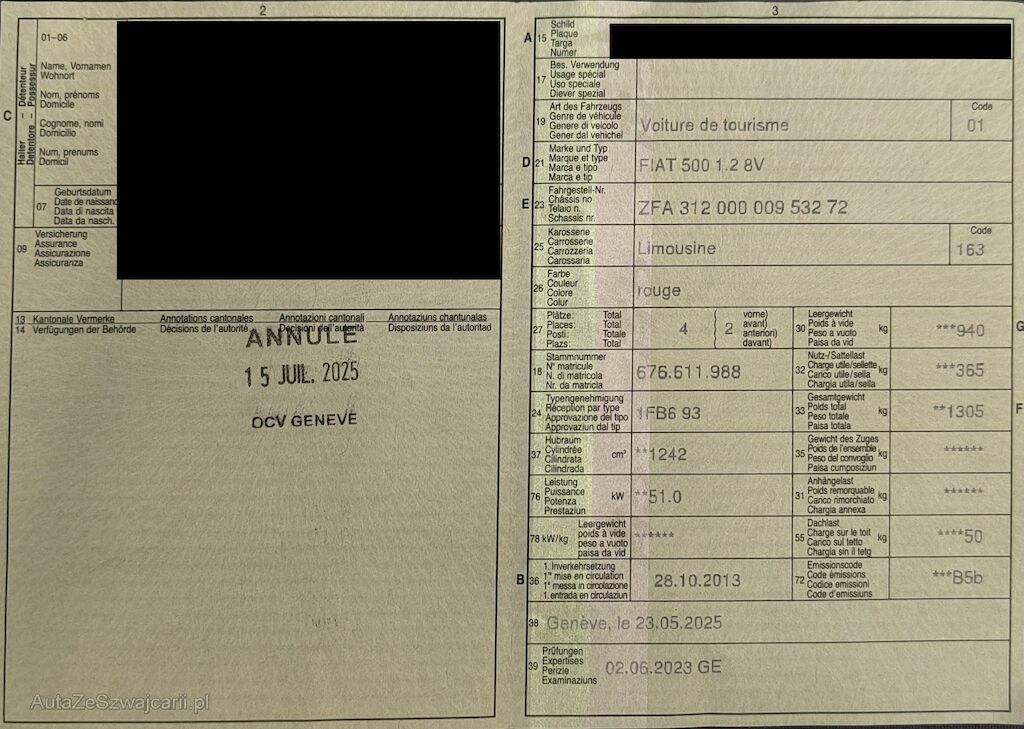 2
01-06
Name, Vornamen
Wohnort
Nom, prénoms
Domicile
Cognome, nomi
Domicilio
Num, prenums
Domicil
C
Halter – Détenteur
Detentore – Possessur
07
Geburtsdatum
Date de naissanc
Data di nascita
Data da nasch.
09
Versicherung
Assurance
Assicurazione
Assicuranza
13 Kantonale Vermerke Annotations cantonales Annotazioni cantonali Annotaziuns chantunalas
14 Verfügungen der Behörde Décisions de l'autorité Decisioni dell'autorità Disposiziuns da l'autoritad
ANNULÉ
15 JUIL. 2025
OCV GENEVE
AutaZeSzwajcarii.pl
3
A 15
Schild
Plaque
Targa
Numer
17
Bes. Verwendung
Usage spécial
Uso speciale
Diever spezial
19
Art des Fahrzeugs
Genre de véhicule
Genere di veicolo
Gener dal vehichel
Voiture de tourisme
Code
01
D 21
Marke und Typ
Marque et type
Marca e tipo
Marca e tip
FIAT 500 1.2 8V
E 23
Fahrgestell-Nr.
Châssis no
Telaio n.
Schassis nr.
ZFA 312 000 009 532 72
25
Karosserie
Carrosserie
Carrozzeria
Carossaria
Limousine
Code
163
26
Farbe
Couleur
Colore
Colur
rouge
27
Plätze: Total
Places: Total
Posti: Totale
Plazs: Total
4
( 2
vorne)
avant)
anteriori)
davant)
30
Leergewicht
Poids à vide
Peso a vuoto
Paisa da vid
kg
***940
G
18
Stammnummer
N° matricule
N. di matricola
Nr. da matricla
676.611.988
32
Nutz-/Sattellast
Charge utile/sellette
Carico utile/sella
Chargia utila/sella
kg
***365
24
Typengenehmigung
Réception par type
Approvazione del tipo
Approvaziun dal tip
1FB6 93
33
Gesamtgewicht
Poids total
Peso totale
Paisa totala
kg
**1305
F
37
Hubraum
Cylindrée
Cilindrata
Cilindrada
cm³
**1242
35
Gewicht des Zuges
Poids de l'ensemble
Peso del convoglio
Paisa cumposiziun
kg
******
76
Leistung
Puissance
Potenza
Prestaziun
kW
**51.0
31
Anhängelast
Poids remorquable
Carico rimorchiato
Chargia annexa
kg
******
78 kW/kg
Leergewicht
poids à vide
peso a vuoto
paisa da vid
******
55
Dachlast
Charge sur le toit
Carico sul tetto
Chargia sin il tetg
kg
****50
B 36
1. Inverkehrsetzung
1re mise en circulation
1a messa in circolazione
1. entrada en circulaziun
28.10.2013
72
Emissionscode
Code émissions
Codice emissioni
Code d'emissiuns
***B5b
38 Genève, le 23.05.2025
39
Prüfungen
Expertises
Perizie
Examinaziuns
02.06.2023 GE